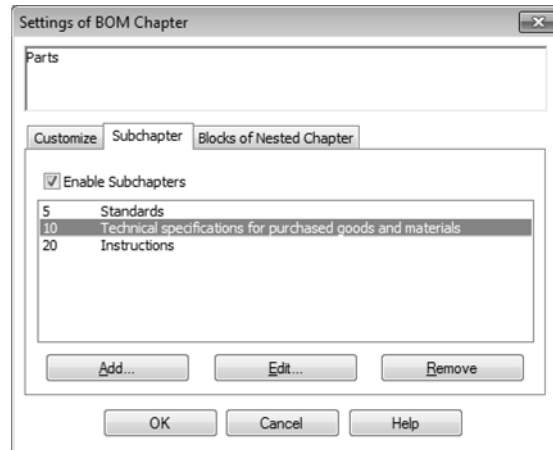 Settings of BOM Chapter
Parts
Customize Subchapter Blocks of Nested Chapter
Enable Subchapters
5 Standards
10 Technical specifications for purchased goods and materials
20 Instructions
Add... Edit... Remove
OK Cancel Help